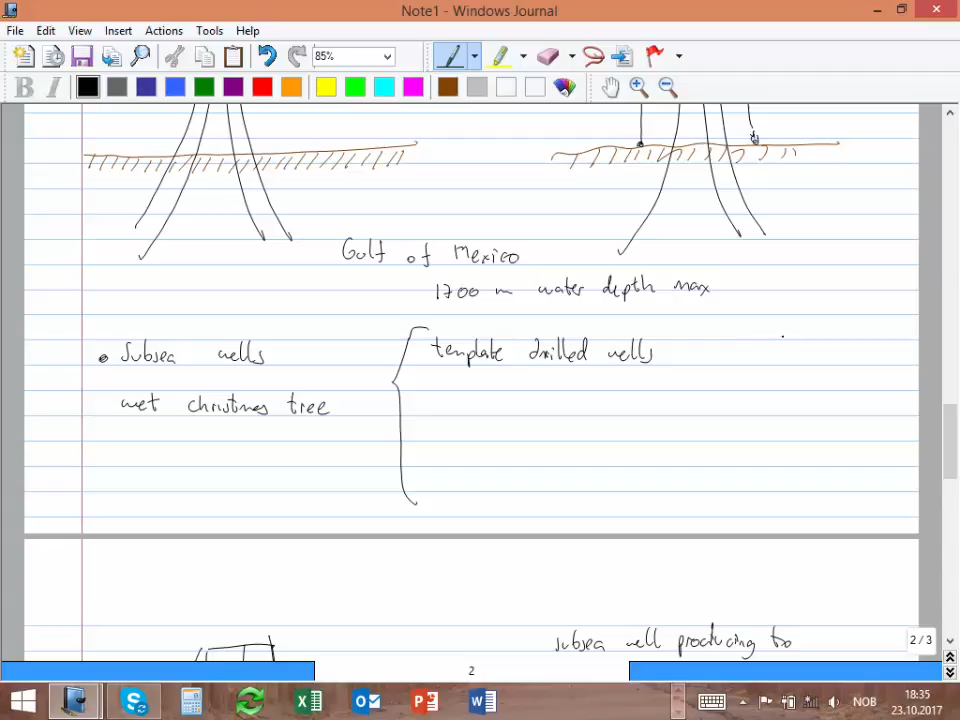 Note1 - Windows Journal
File Edit View Insert Actions Tools Help
85%
B I
Gulf of Mexico
1700 m water depth max
Subsea wells
template drilled wells
wet christmas tree
subsea well producing to
2 / 3
2
NOB
18:35
23.10.2017